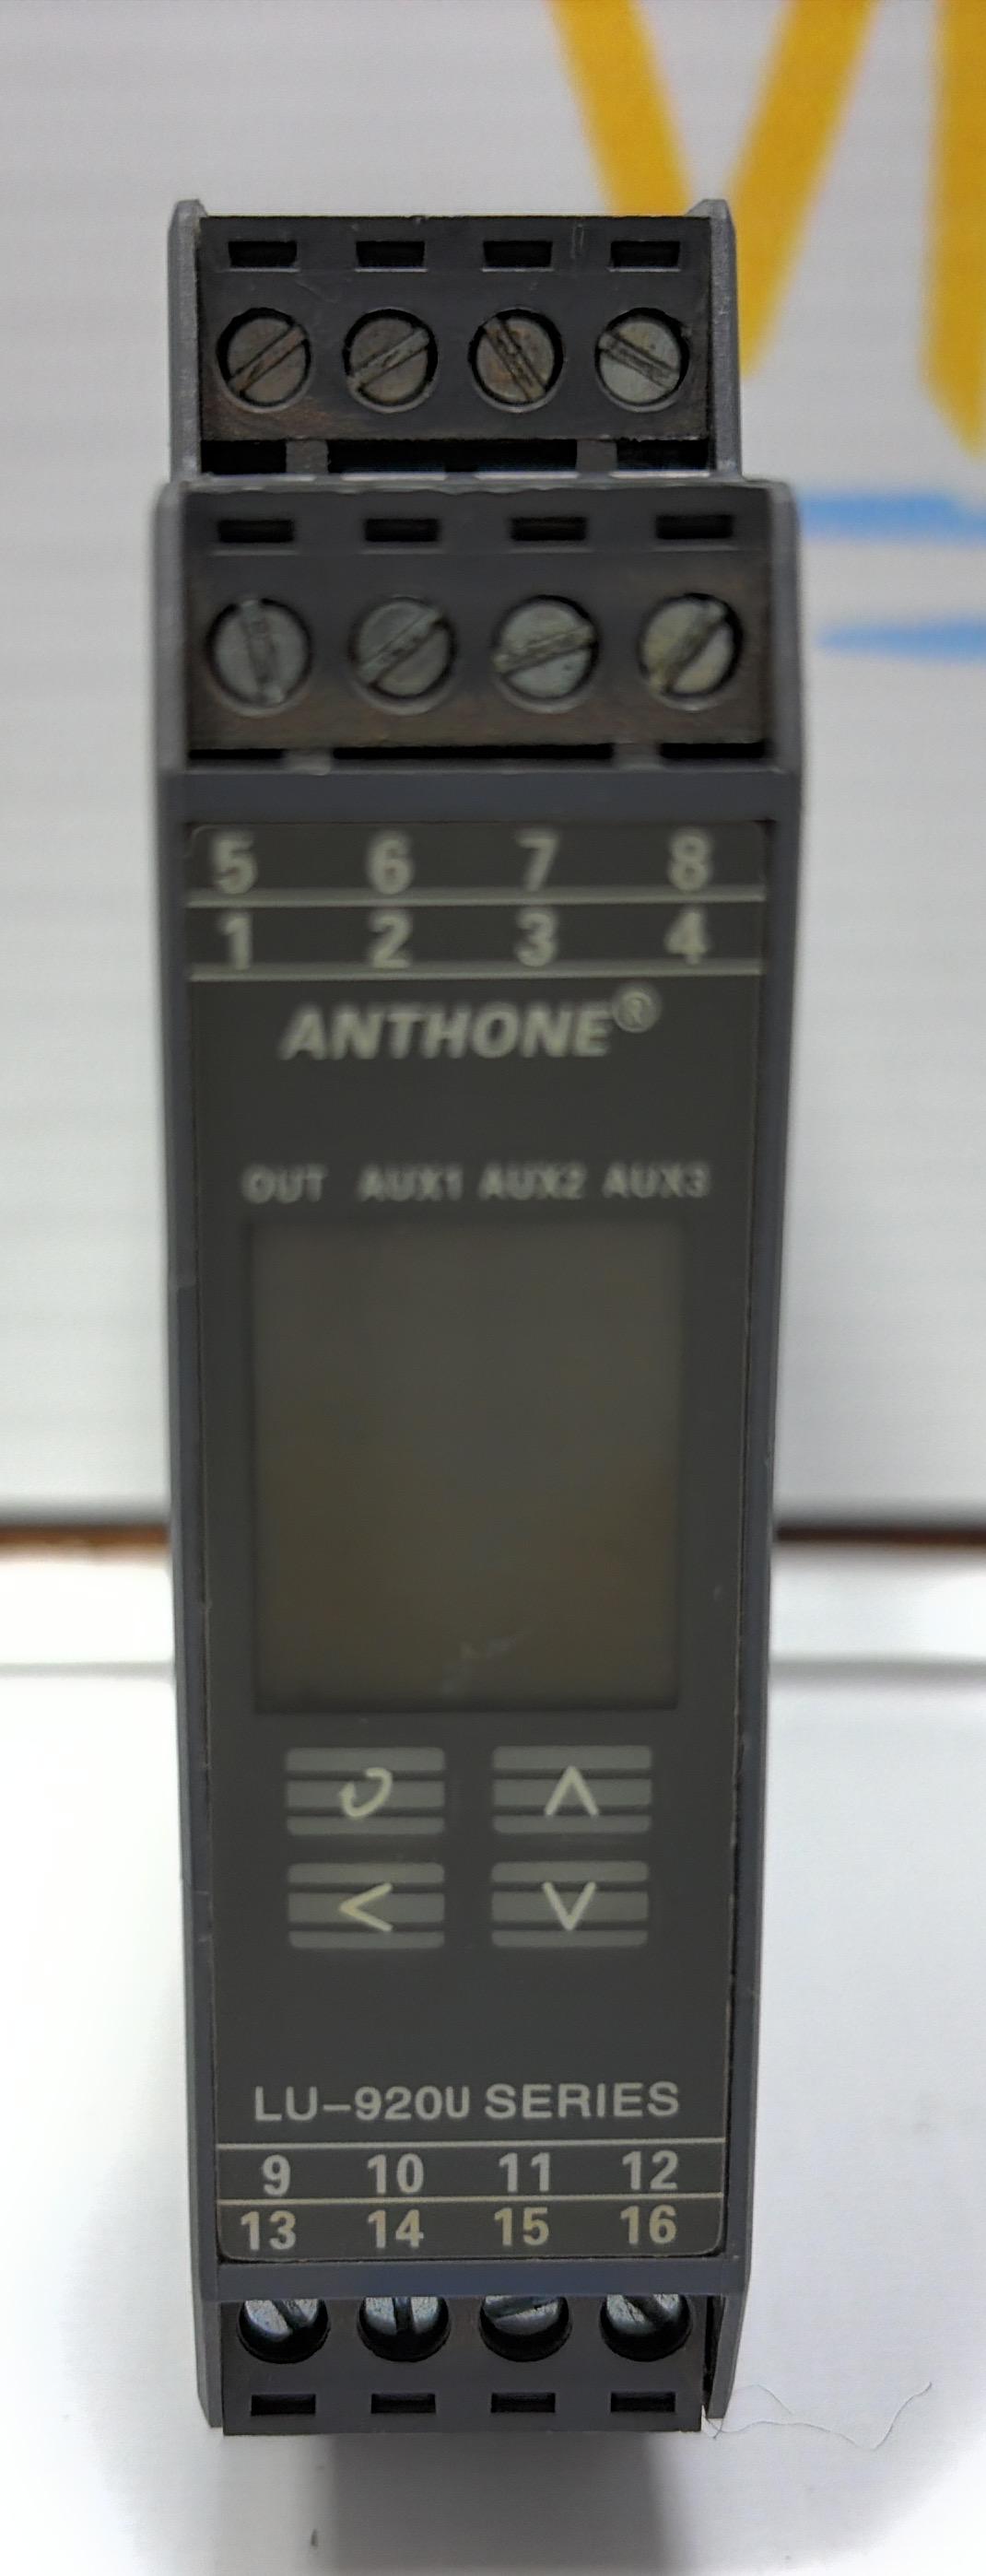 5 6 7 8
1 2 3 4
ANTHONE®
OUT AUX1 AUX2 AUX3
LU-920U SERIES
9 10 11 12
13 14 15 16